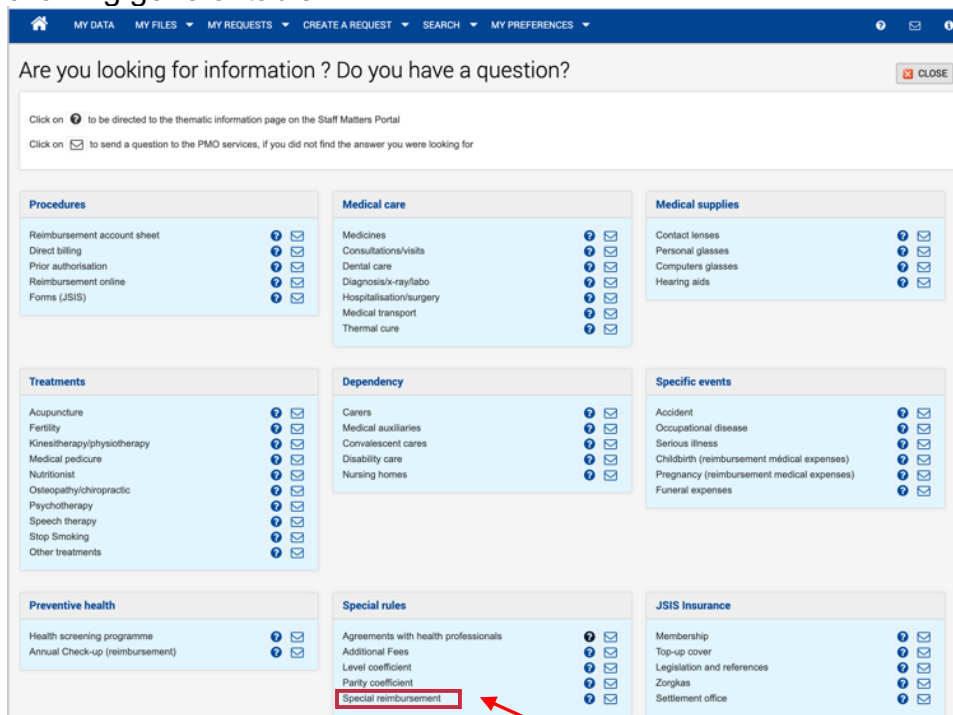 MY DATA MY FILES MY REQUESTS CREATE A REQUEST SEARCH MY PREFERENCES
Are you looking for information ? Do you have a question?
CLOSE
Click on to be directed to the thematic information page on the Staff Matters Portal
Click on to send a question to the PMO services, if you did not find the answer you were looking for
Procedures
Reimbursement account sheet
Direct billing
Prior authorisation
Reimbursement online
Forms (JSIS)
Medical care
Medicines
Consultations/visits
Dental care
Diagnosis/x-ray/labo
Hospitalisation/surgery
Medical transport
Thermal cure
Medical supplies
Contact lenses
Personal glasses
Computers glasses
Hearing aids
Treatments
Acupuncture
Fertility
Kinesitherapy/physiotherapy
Medical pedicure
Nutritionist
Osteopathy/chiropractic
Psychotherapy
Speech therapy
Stop Smoking
Other treatments
Dependency
Carers
Medical auxiliaries
Convalescent cares
Disability care
Nursing homes
Specific events
Accident
Occupational disease
Serious illness
Childbirth (reimbursement médical expenses)
Pregnancy (reimbursement medical expenses)
Funeral expenses
Preventive health
Health screening programme
Annual Check-up (reimbursement)
Special rules
Agreements with health professionals
Additional Fees
Level coefficient
Parity coefficient
Special reimbursement
JSIS Insurance
Membership
Top-up cover
Legislation and references
Zorgkas
Settlement office